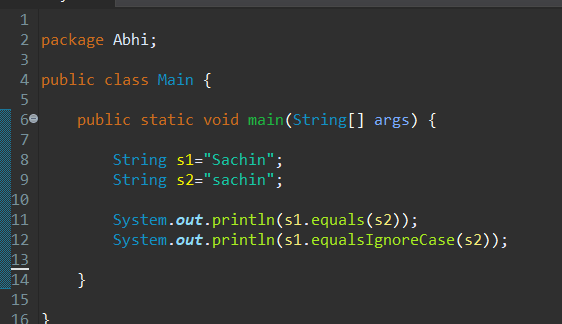 1
2 package Abhi;
3
4 public class Main {
5
6 public static void main(String[] args) {
7
8 String s1="Sachin";
9 String s2="sachin";
10
11 System.out.println(s1.equals(s2));
12 System.out.println(s1.equalsIgnoreCase(s2));
13
14 }
15
16 }